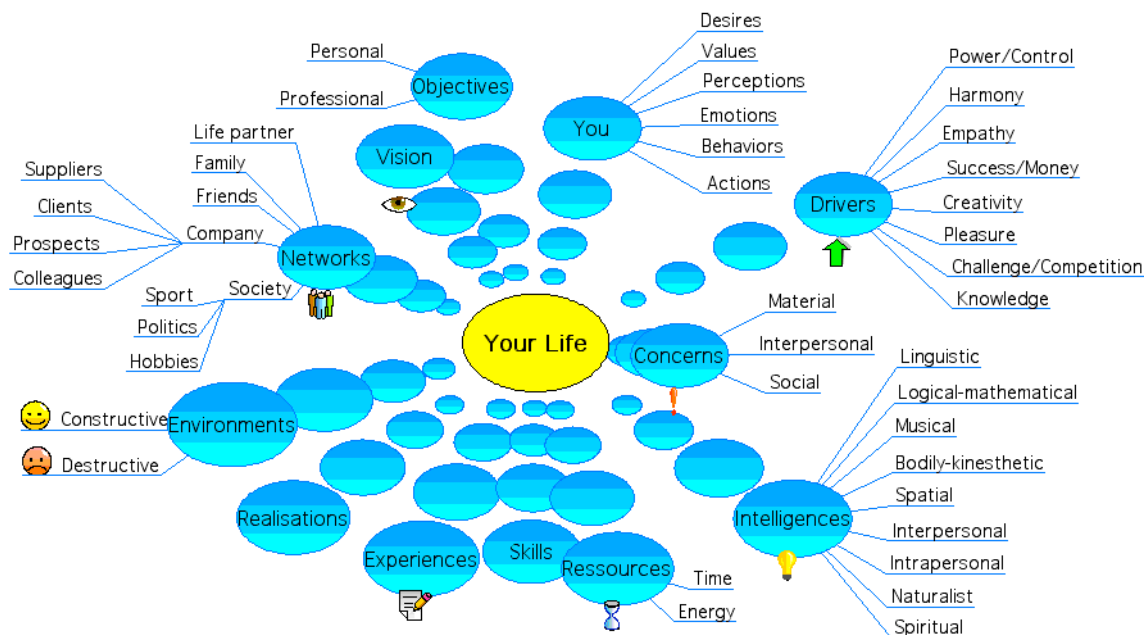 Your Life
Objectives
Personal
Professional
Vision
You
Desires
Values
Perceptions
Emotions
Behaviors
Actions
Drivers
Power/Control
Harmony
Empathy
Success/Money
Creativity
Pleasure
Challenge/Competition
Knowledge
Networks
Life partner
Family
Friends
Company
Suppliers
Clients
Prospects
Colleagues
Society
Sport
Politics
Hobbies
Concerns
Material
Interpersonal
Social
Environments
Constructive
Destructive
Realisations
Experiences
Skills
Ressources
Time
Energy
Intelligences
Linguistic
Logical-mathematical
Musical
Bodily-kinesthetic
Spatial
Interpersonal
Intrapersonal
Naturalist
Spiritual